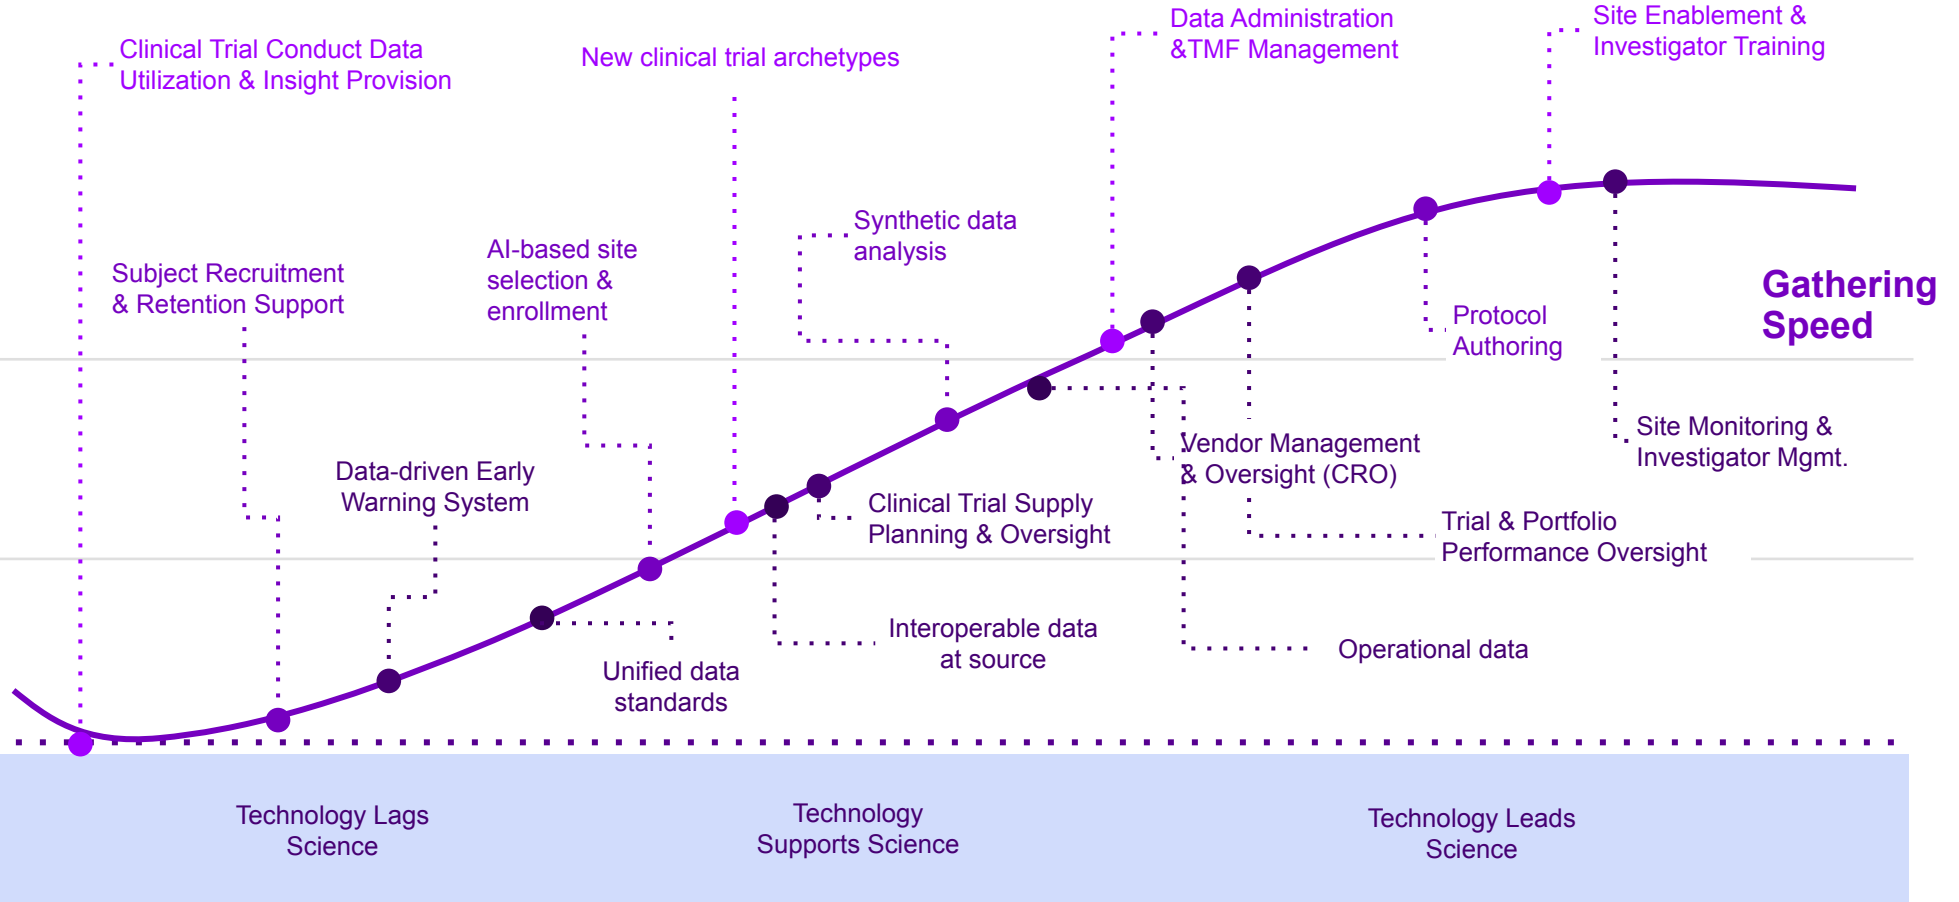 Clinical Trial Conduct Data
Utilization & Insight Provision
New clinical trial archetypes
Data Administration
&TMF Management
Site Enablement &
Investigator Training
Subject Recruitment
& Retention Support
AI-based site
selection &
enrollment
Synthetic data
analysis
Protocol
Authoring
Gathering
Speed
Data-driven Early
Warning System
Clinical Trial Supply
Planning & Oversight
Vendor Management
& Oversight (CRO)
Site Monitoring &
Investigator Mgmt.
Trial & Portfolio
Performance Oversight
Unified data
standards
Interoperable data
at source
Operational data
Technology Lags
Science
Technology
Supports Science
Technology Leads
Science